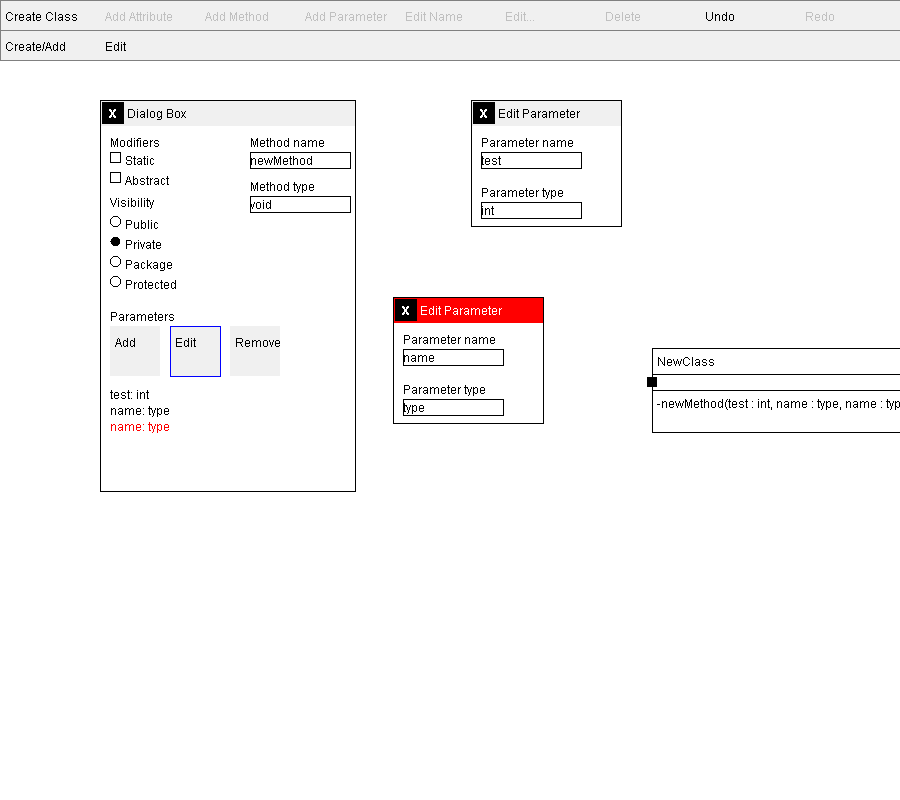 Create Class Add Attribute Add Method Add Parameter Edit Name Edit... Delete Undo Redo
Create/Add Edit
X Dialog Box
Modifiers
Static
Abstract
Visibility
Public
Private
Package
Protected
Method name
newMethod
Method type
void
Parameters
Add Edit Remove
test: int
name: type
name: type
X Edit Parameter
Parameter name
test
Parameter type
int
X Edit Parameter
Parameter name
name
Parameter type
type
NewClass
-newMethod(test : int, name : type, name : typ